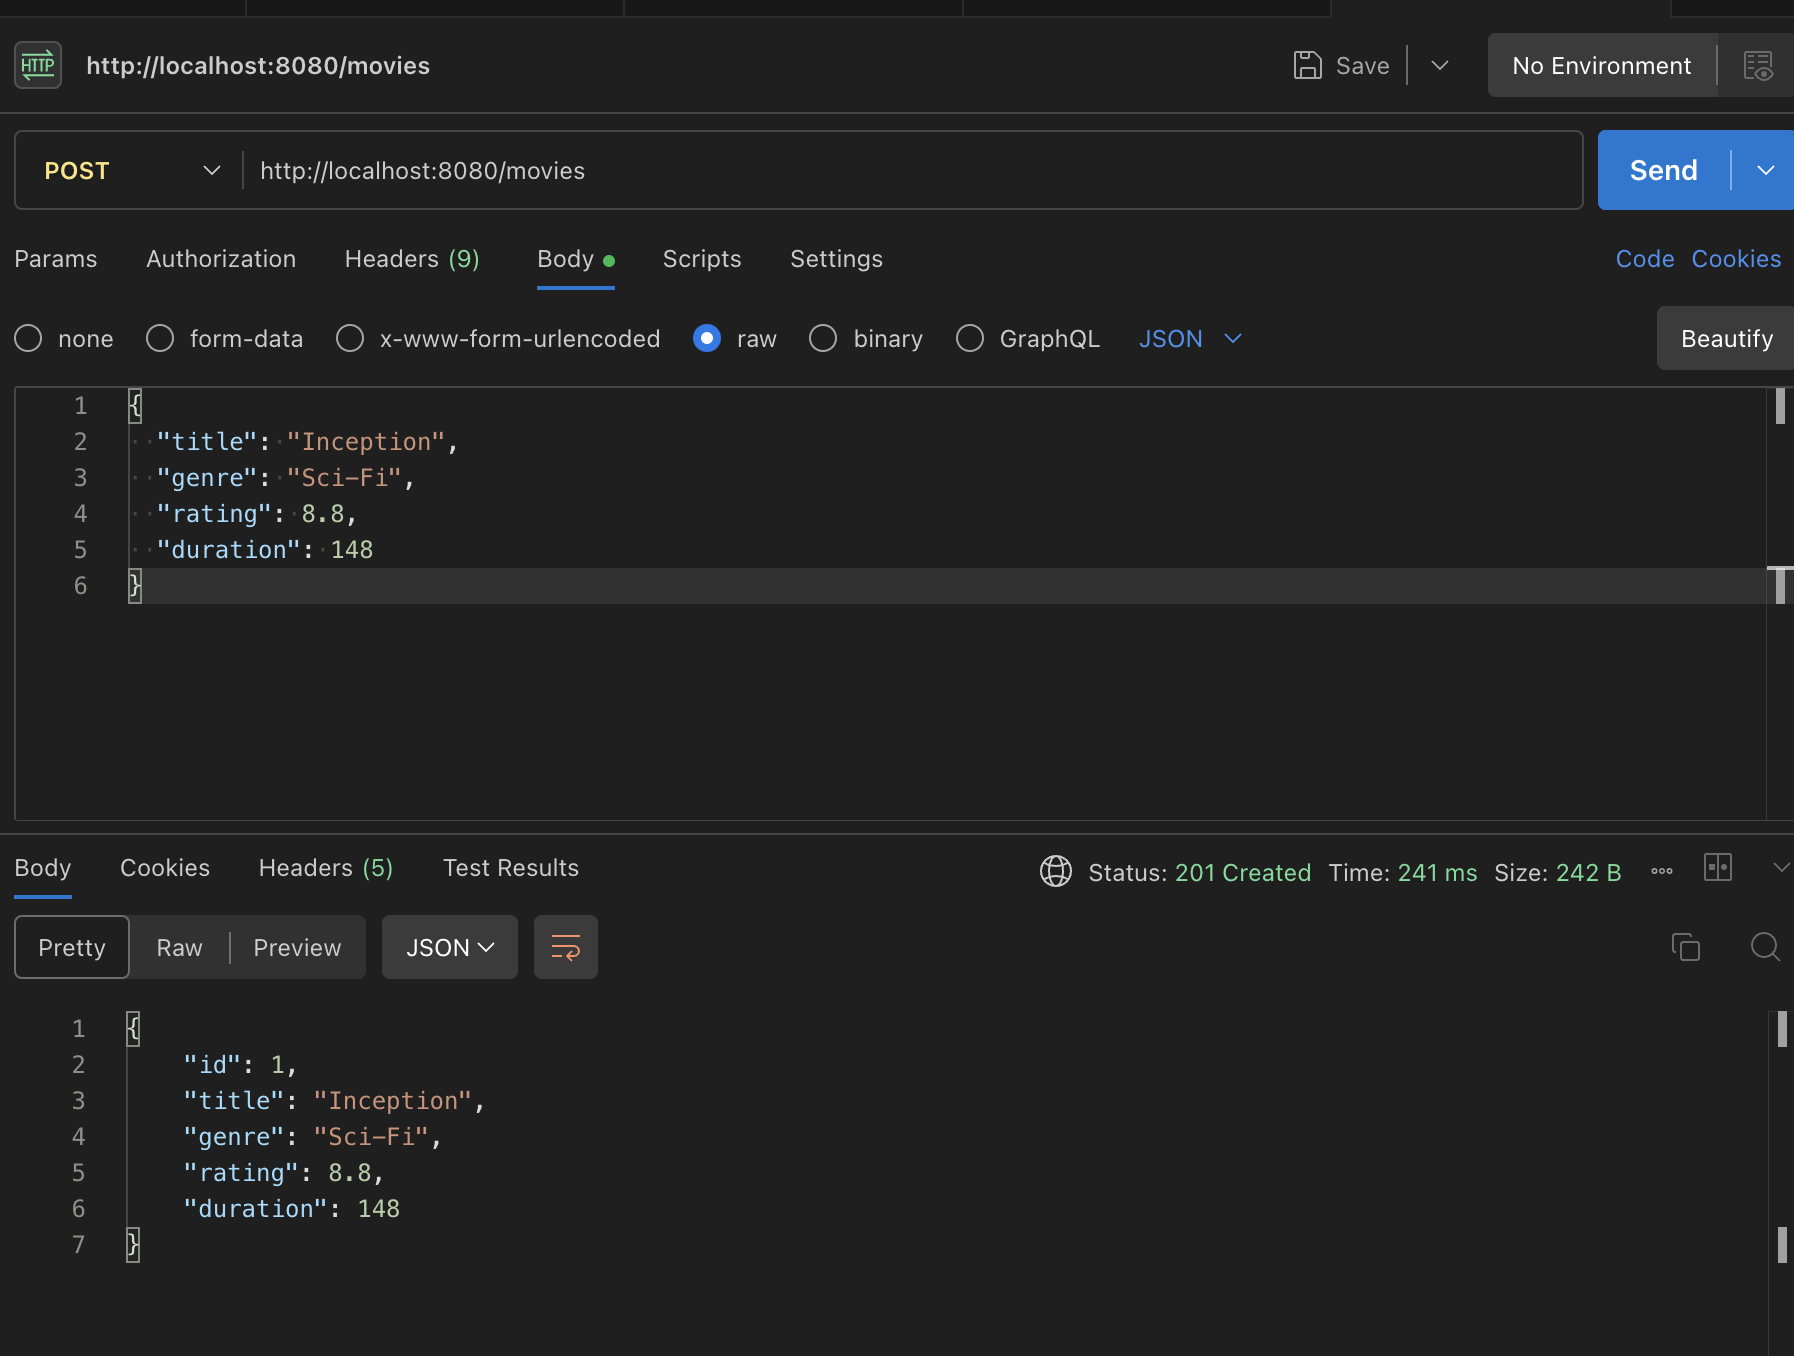 HTTP http://localhost:8080/movies Save No Environment
POST http://localhost:8080/movies Send
Params Authorization Headers (9) Body Scripts Settings Code Cookies
none form-data x-www-form-urlencoded raw binary GraphQL JSON Beautify
1 {
2 "title": "Inception",
3 "genre": "Sci-Fi",
4 "rating": 8.8,
5 "duration": 148
6 }
Body Cookies Headers (5) Test Results Status: 201 Created Time: 241 ms Size: 242 B
Pretty Raw Preview JSON
1 {
2 "id": 1,
3 "title": "Inception",
4 "genre": "Sci-Fi",
5 "rating": 8.8,
6 "duration": 148
7 }